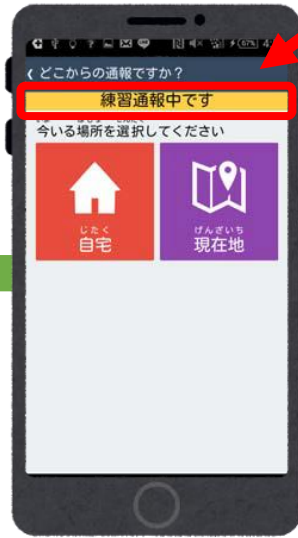 67%
どこからの通報ですか？
練習通報中です
今いる場所を選択してください
じたく
自宅
げんざいち
現在地